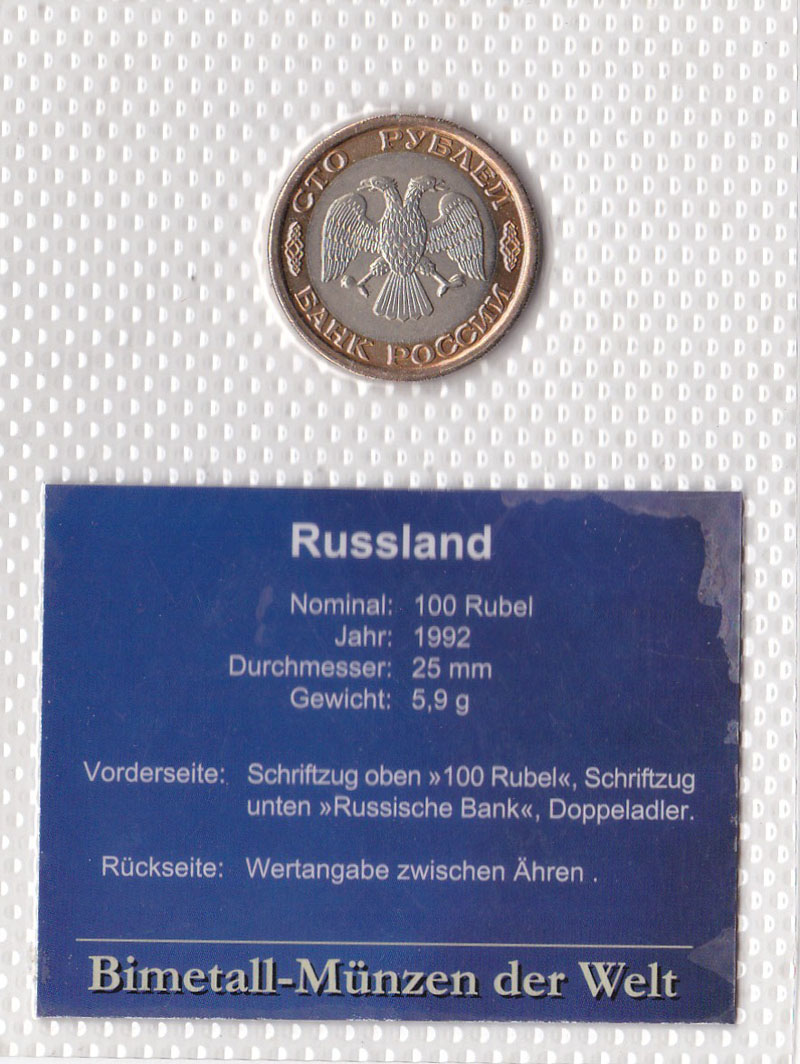 СТО РУБЛЕЙ
БАНК РОССИИ
Russland
Nominal: 100 Rubel
Jahr: 1992
Durchmesser: 25 mm
Gewicht: 5,9 g
Vorderseite: Schriftzug oben »100 Rubel«, Schriftzug
unten »Russische Bank«, Doppeladler.
Rückseite: Wertangabe zwischen Ähren .
Bimetall-Münzen der Welt